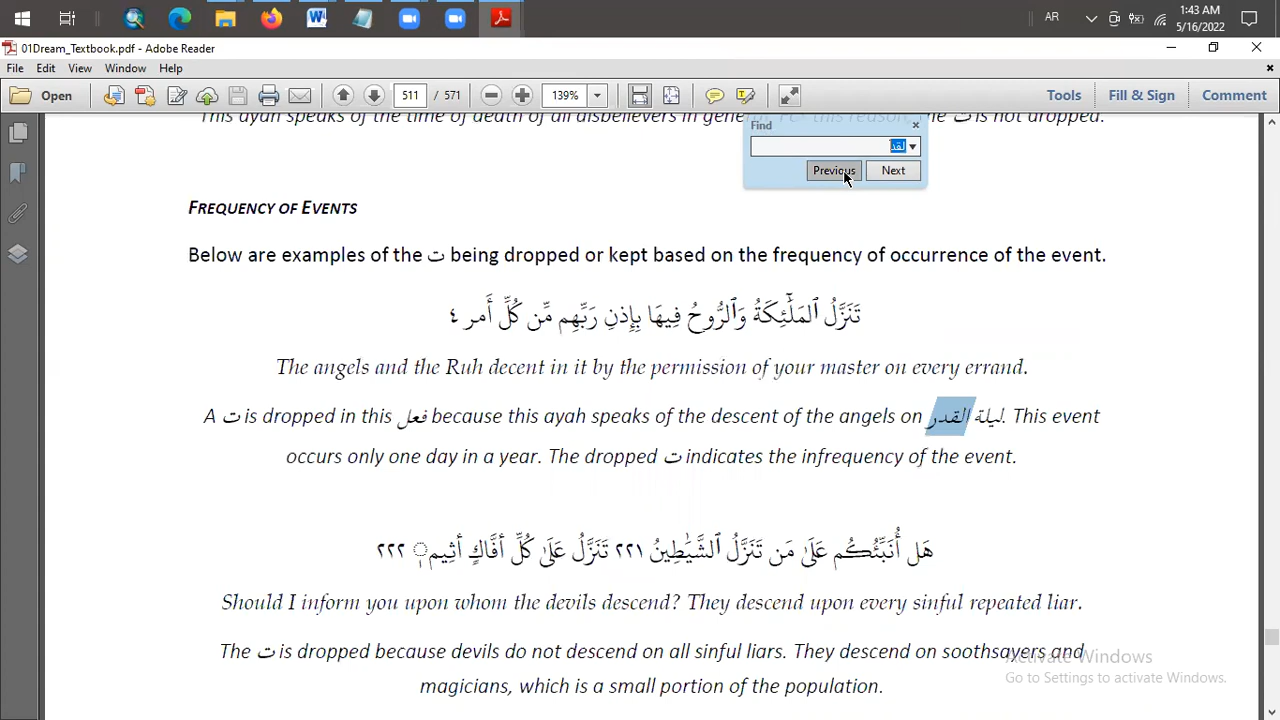 1:43 AM
AR
5/16/2022
01Dream_Textbook.pdf - Adobe Reader
File Edit View Window Help
Open 511 / 571 139% Tools Fill & Sign Comment
This ayah speaks of the time of death of all disbelievers in general. For this reason, the ت is not dropped.
Find
لقد
Previous Next
FREQUENCY OF EVENTS
Below are examples of the ت being dropped or kept based on the frequency of occurrence of the event.
تَنَزَّلُ ٱلمَلَٰٓئِكَةُ وَٱلرُّوحُ فِيهَا بِإِذنِ رَبِّهِم مِّن كُلِّ أَمر ٤
The angels and the Ruh decent in it by the permission of your master on every errand.
A ت is dropped in this فعل because this ayah speaks of the descent of the angels on ليلة القدر. This event
occurs only one day in a year. The dropped ت indicates the infrequency of the event.
هَل أُنَبِّئُكُم عَلَىٰ مَن تَنَزَّلُ ٱلشَّيَٰطِينُ ٢٢١ تَنَزَّلُ عَلَىٰ كُلِّ أَفَّاكٍ أَثِيمٖ ٢٢٢
Should I inform you upon whom the devils descend? They descend upon every sinful repeated liar.
The ت is dropped because devils do not descend on all sinful liars. They descend on soothsayers and
magicians, which is a small portion of the population.
Activate Windows
Go to Settings to activate Windows.